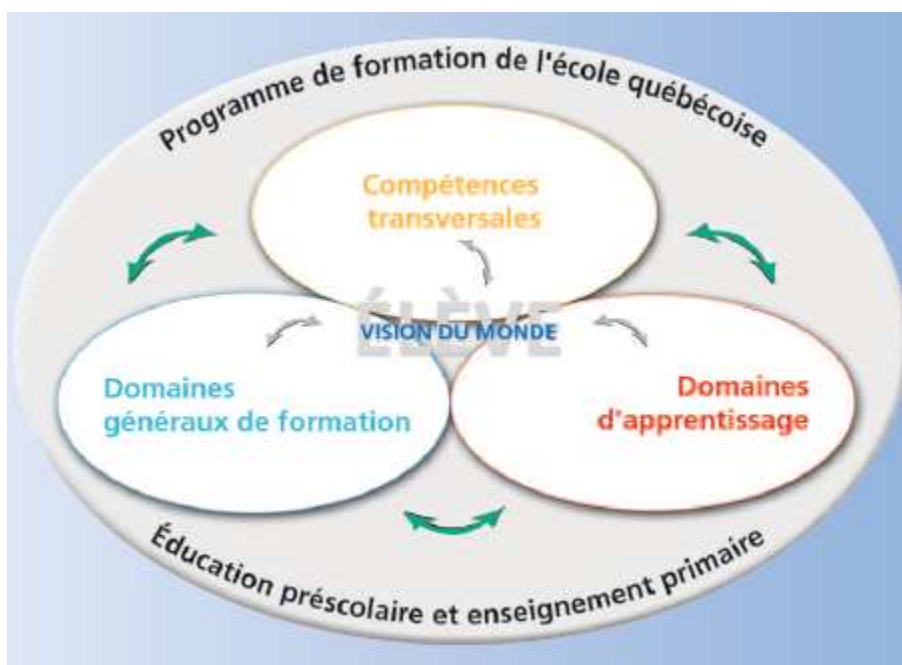 Programme de formation de l'école québécoise
Compétences
transversales
ÉLÈVE
VISION DU MONDE
Domaines
généraux de formation
Domaines
d'apprentissage
Éducation préscolaire et enseignement primaire